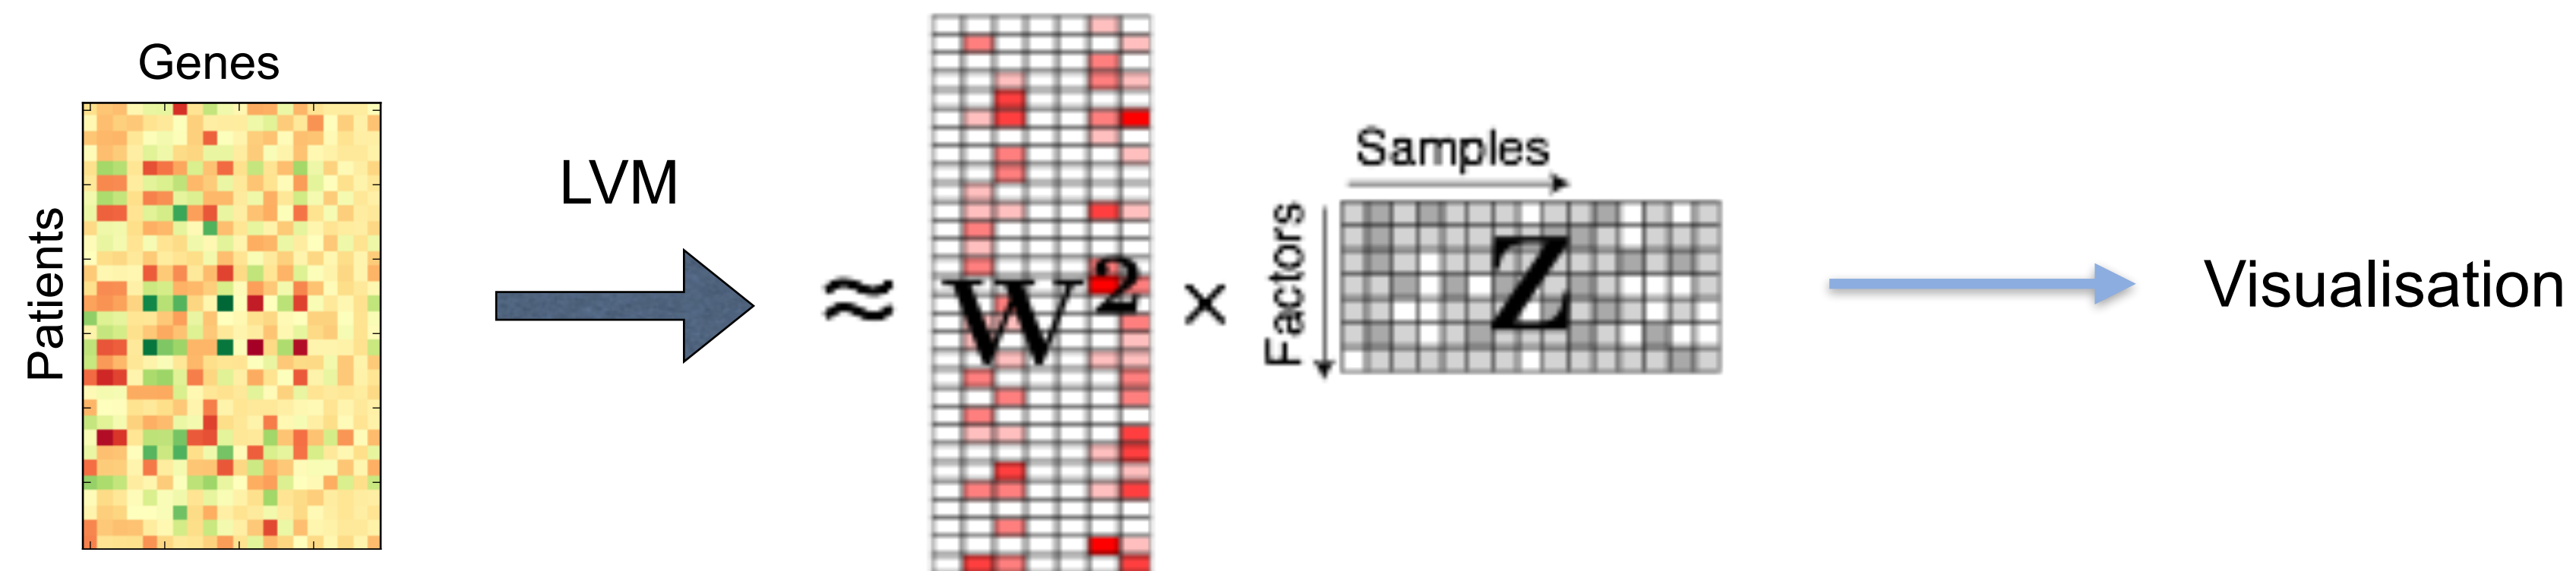 Genes
Patients
LVM
≈
W²
×
Samples
Factors
Z
Visualisation